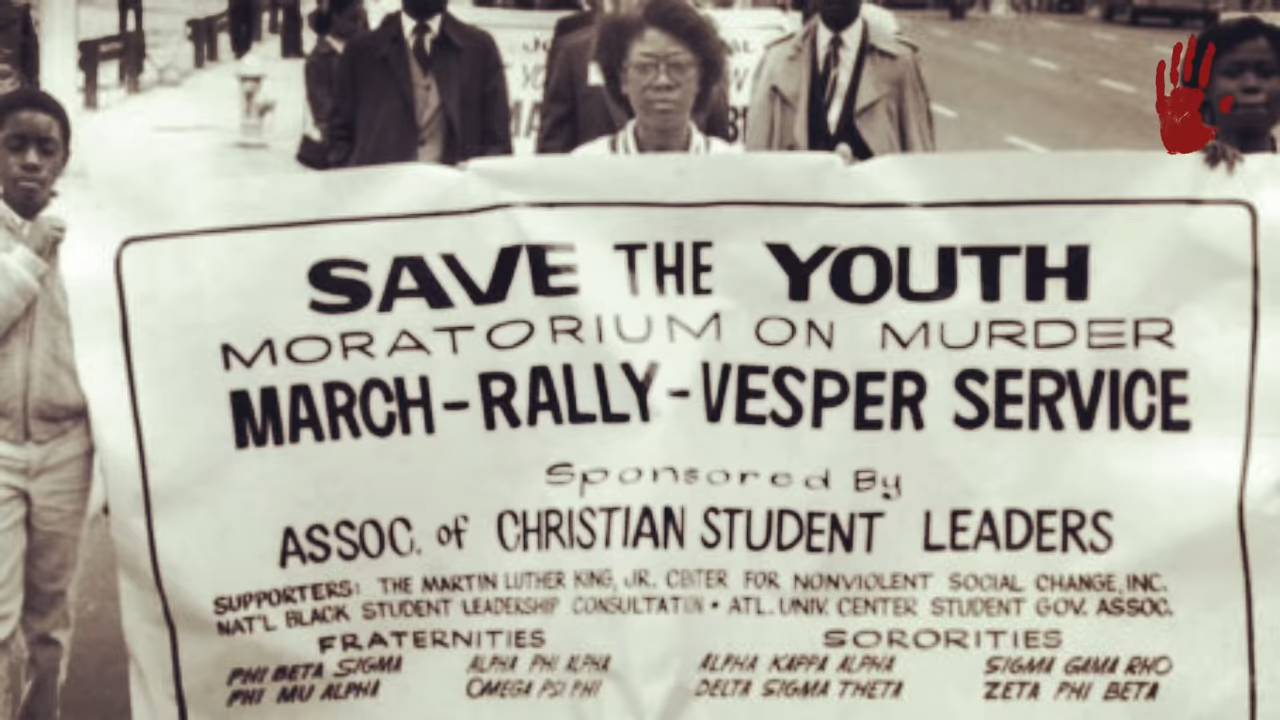 SAVE THE YOUTH
MORATORIUM ON MURDER
MARCH-RALLY-VESPER SERVICE
Sponsored By
ASSOC. of CHRISTIAN STUDENT LEADERS
SUPPORTERS: THE MARTIN LUTHER KING, JR. CENTER FOR NONVIOLENT SOCIAL CHANGE, INC.
NAT'L BLACK STUDENT LEADERSHIP CONSULTATIN • ATL. UNIV. CENTER STUDENT GOV. ASSOC.
FRATERNITIES SORORITIES
PHI BETA SIGMA ALPHA PHI ALPHA ALPHA KAPPA ALPHA SIGMA GAMA RHO
PHI MU ALPHA OMEGA PSI PHI DELTA SIGMA THETA ZETA PHI BETA